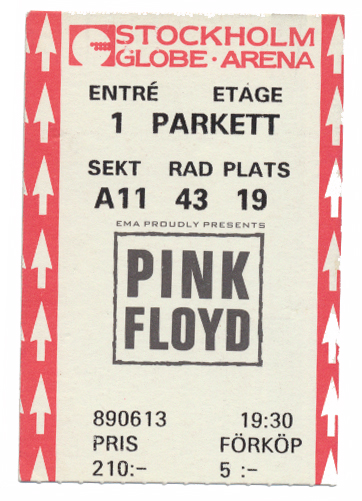 STOCKHOLM
GLOBE·ARENA
ENTRÉ ETAGE
1 PARKETT
SEKT RAD PLATS
A11 43 19
EMA PROUDLY PRESENTS
PINK
FLOYD
890613 19:30
PRIS FÖRKÖP
210:- 5:-